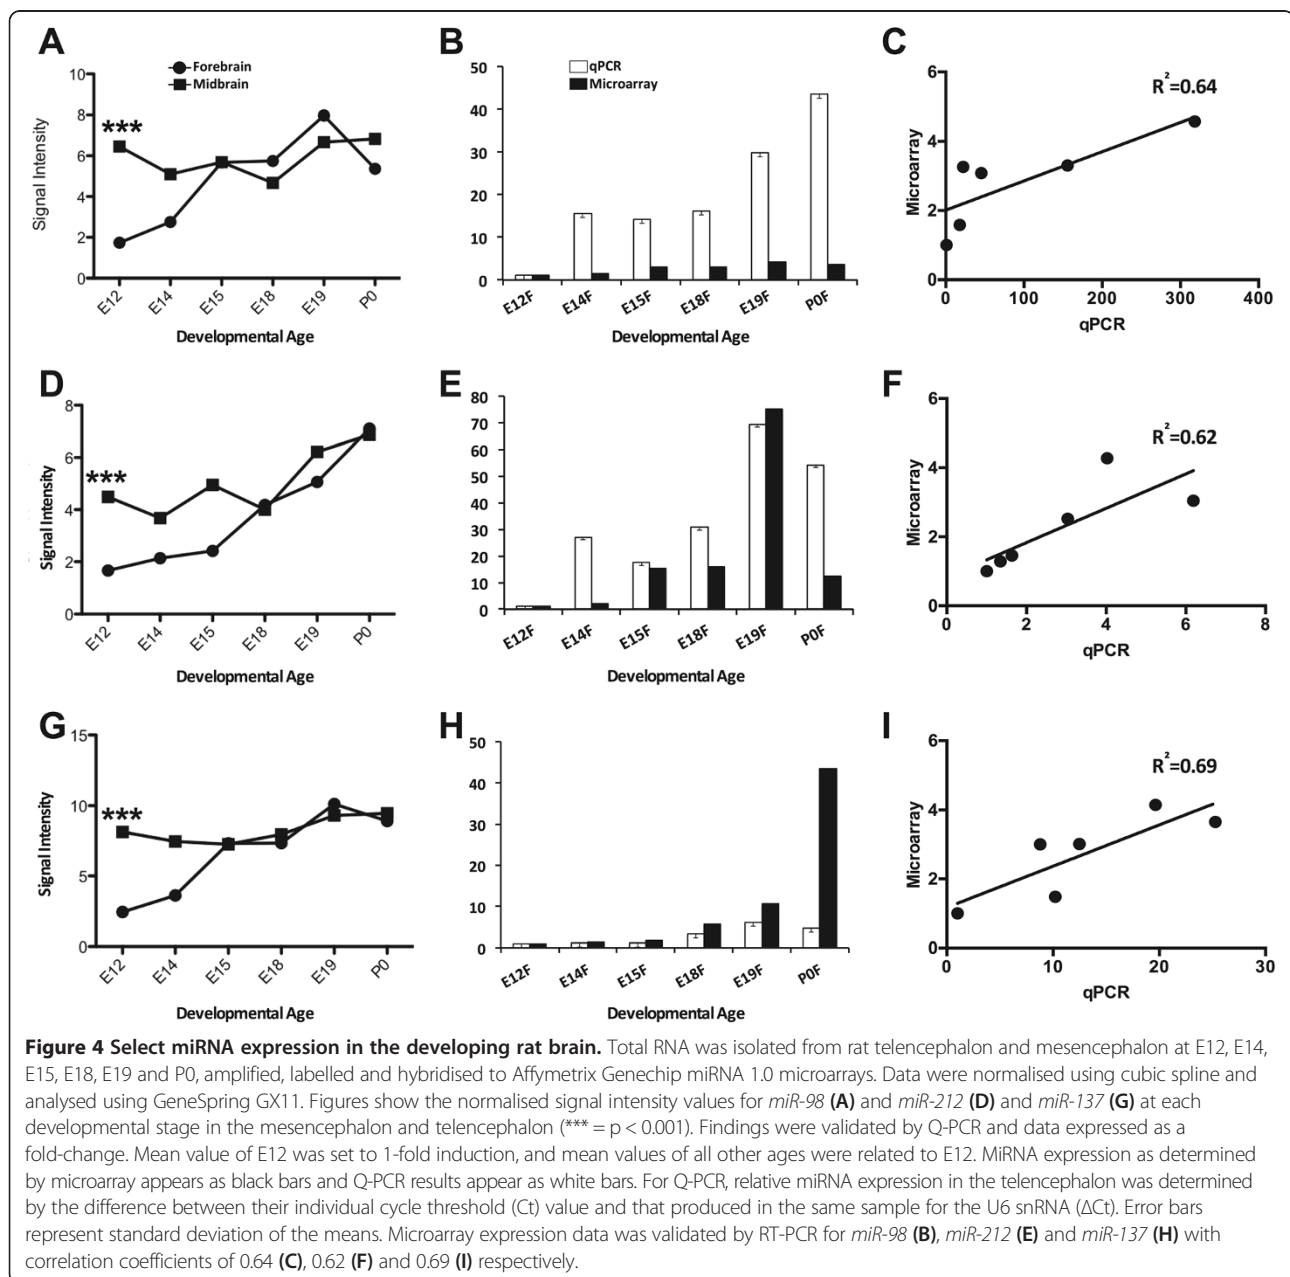 A
Forebrain
Midbrain
***
Signal Intensity
10
8
6
4
2
0
E12 E14 E15 E18 E19 P0
Developmental Age
B
qPCR
Microarray
50
40
30
20
10
0
E12F E14F E15F E18F E19F P0F
Developmental Age
C
R²=0.64
Microarray
6
4
2
0
0 100 200 300 400
qPCR
D
***
Signal Intensity
8
6
4
2
0
E12 E14 E15 E18 E19 P0
Developmental Age
E
80
70
60
50
40
30
20
10
0
E12F E14F E15F E18F E19F P0F
Developmental Age
F
R²=0.62
Microarray
6
4
2
0
0 2 4 6 8
qPCR
G
***
Signal Intensity
15
10
5
0
E12 E14 E15 E18 E19 P0
Developmental Age
H
50
40
30
20
10
0
E12F E14F E15F E18F E19F P0F
Developmental Age
I
R²=0.69
Microarray
6
4
2
0
0 10 20 30
qPCR
Figure 4 Select miRNA expression in the developing rat brain. Total RNA was isolated from rat telencephalon and mesencephalon at E12, E14,
E15, E18, E19 and P0, amplified, labelled and hybridised to Affymetrix Genechip miRNA 1.0 microarrays. Data were normalised using cubic spline and
analysed using GeneSpring GX11. Figures show the normalised signal intensity values for miR-98 (A) and miR-212 (D) and miR-137 (G) at each
developmental stage in the mesencephalon and telencephalon (*** = p < 0.001). Findings were validated by Q-PCR and data expressed as a
fold-change. Mean value of E12 was set to 1-fold induction, and mean values of all other ages were related to E12. MiRNA expression as determined
by microarray appears as black bars and Q-PCR results appear as white bars. For Q-PCR, relative miRNA expression in the telencephalon was determined
by the difference between their individual cycle threshold (Ct) value and that produced in the same sample for the U6 snRNA (ΔCt). Error bars
represent standard deviation of the means. Microarray expression data was validated by RT-PCR for miR-98 (B), miR-212 (E) and miR-137 (H) with
correlation coefficients of 0.64 (C), 0.62 (F) and 0.69 (I) respectively.